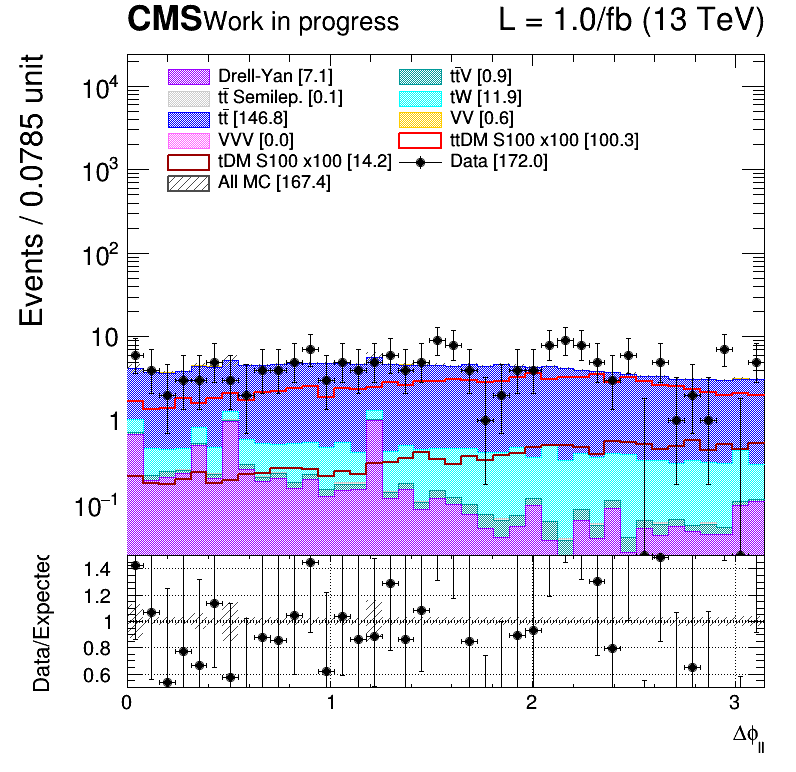 CMS Work in progress L = 1.0/fb (13 TeV)
Drell-Yan [7.1] tt̄V [0.9]
tt̄ Semilep. [0.1] tW [11.9]
tt̄ [146.8] VV [0.6]
VVV [0.0] ttDM S100 x100 [100.3]
tDM S100 x100 [14.2] Data [172.0]
All MC [167.4]
Events / 0.0785 unit
10⁴
10³
10²
10
1
10⁻¹
Data/Expected
1.4
1.2
1
0.8
0.6
0 1 2 3
Δϕ_ll